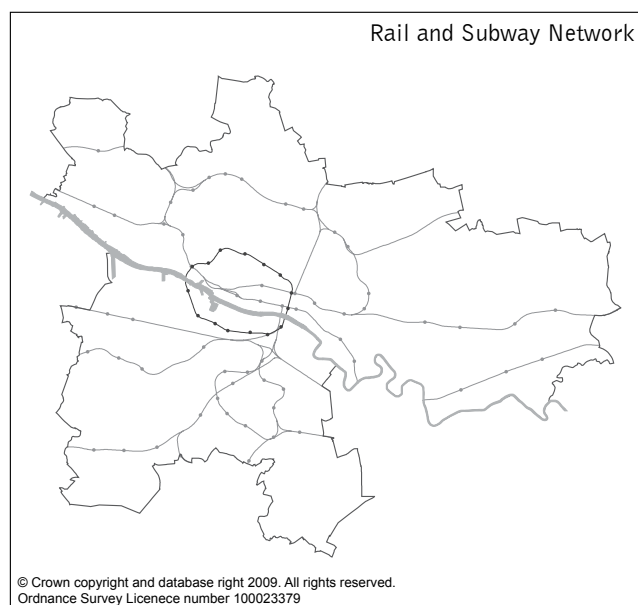 Rail and Subway Network
© Crown copyright and database right 2009. All rights reserved.
Ordnance Survey Licenece number 100023379